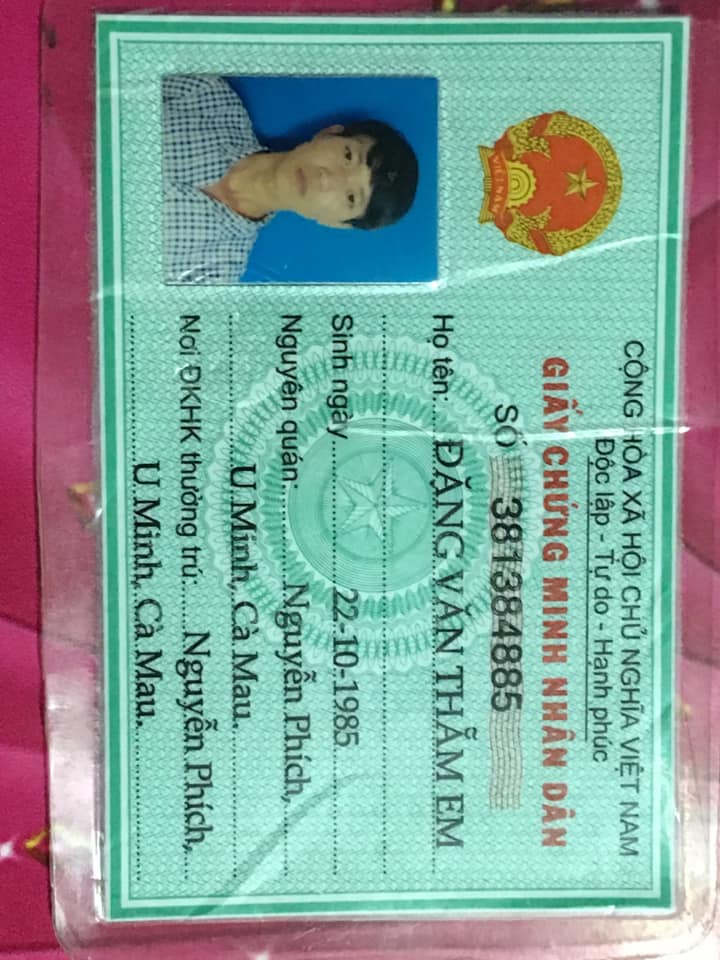 CỘNG HÒA XÃ HỘI CHỦ NGHĨA VIỆT NAM
Độc lập - Tự do - Hạnh phúc
GIẤY CHỨNG MINH NHÂN DÂN
SỐ 381384885
Họ tên: ĐẶNG VĂN THẮM EM
Sinh ngày 22-10-1985
Nguyên quán: Nguyễn Phích,
U Minh, Cà Mau.
Nơi ĐKHK thường trú: Nguyễn Phích,
U Minh, Cà Mau.
VIỆT NAM